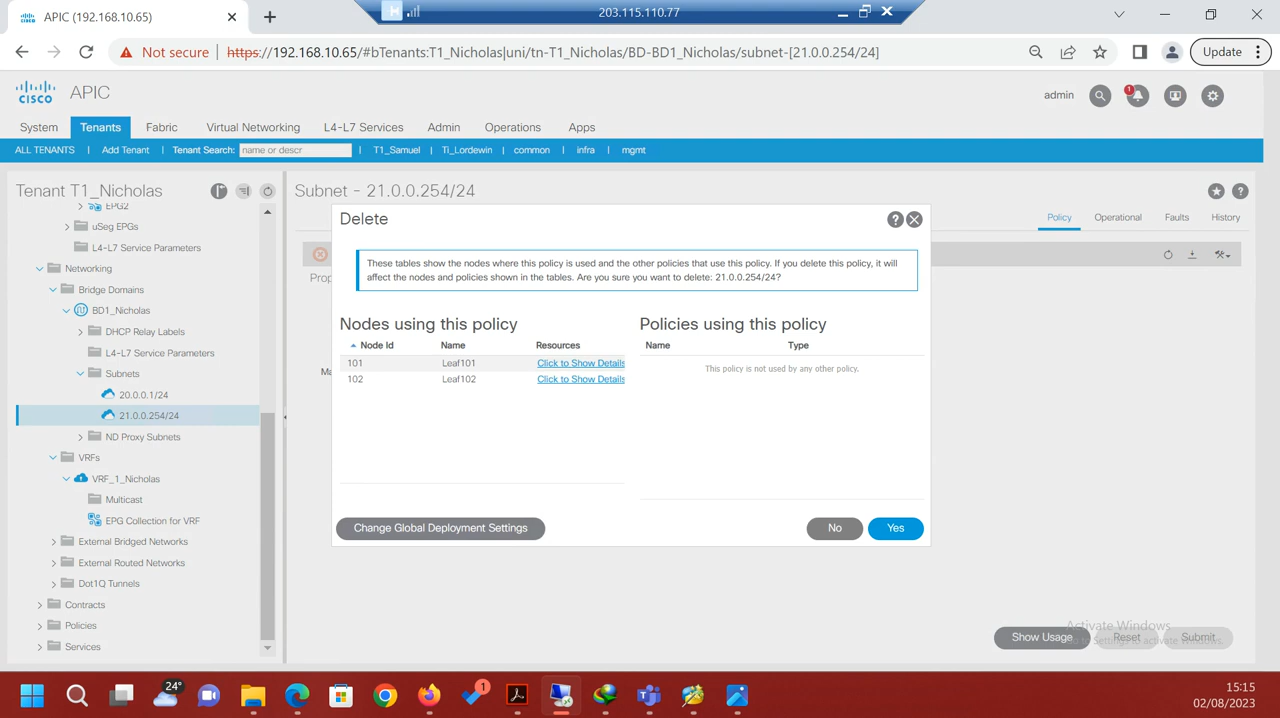 APIC (192.168.10.65)
203.115.110.77
Not secure
https://192.168.10.65/#bTenants:T1_Nicholas|uni/tn-T1_Nicholas/BD-BD1_Nicholas/subnet-[21.0.0.254/24]
Update
CISCO
APIC
admin
1
System Tenants Fabric Virtual Networking L4-L7 Services Admin Operations Apps
ALL TENANTS | Add Tenant | Tenant Search: name or descr | T1_Samuel | Ti_Lordewin | common | infra | mgmt
Tenant T1_Nicholas
EPG2
uSeg EPGs
L4-L7 Service Parameters
Networking
Bridge Domains
BD1_Nicholas
DHCP Relay Labels
L4-L7 Service Parameters
Subnets
20.0.0.1/24
21.0.0.254/24
ND Proxy Subnets
VRFs
VRF_1_Nicholas
Multicast
EPG Collection for VRF
External Bridged Networks
External Routed Networks
Dot1Q Tunnels
Contracts
Policies
Services
Subnet - 21.0.0.254/24
Policy Operational Faults History
Prop
Ma
Delete
These tables show the nodes where this policy is used and the other policies that use this policy. If you delete this policy, it will
affect the nodes and policies shown in the tables. Are you sure you want to delete: 21.0.0.254/24?
Nodes using this policy
Node Id Name Resources
101 Leaf101 Click to Show Details
102 Leaf102 Click to Show Details
Policies using this policy
Name Type
This policy is not used by any other policy.
Change Global Deployment Settings
No Yes
Activate Windows
Show Usage Reset Submit
Go to Settings to activate Windows.
24°
1
15:15
02/08/2023